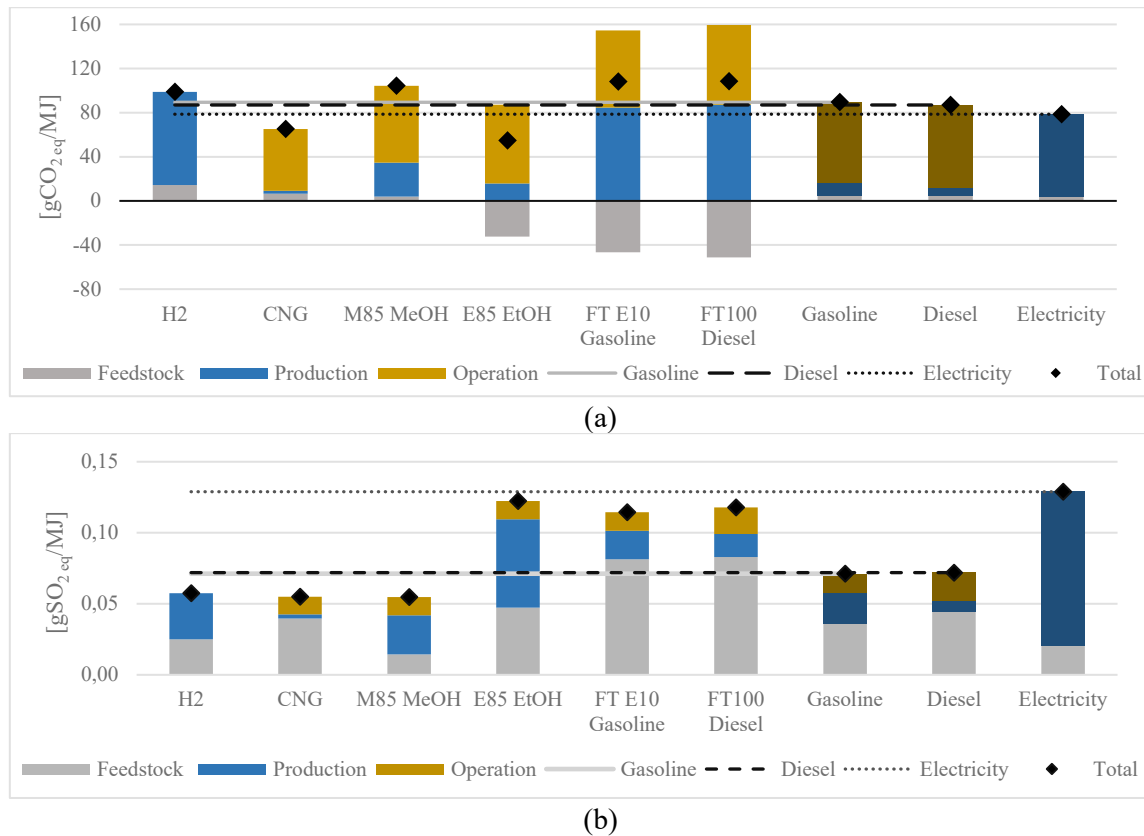 160
120
80
40
0
-40
-80
[gCO2 eq/MJ]
H2 CNG M85 MeOH E85 EtOH FT E10 FT100 Gasoline Diesel Electricity
Gasoline Diesel
Feedstock Production Operation Gasoline Diesel Electricity Total
(a)
0,15
0,10
0,05
0,00
[gSO2 eq/MJ]
H2 CNG M85 MeOH E85 EtOH FT E10 FT100 Gasoline Diesel Electricity
Gasoline Diesel
Feedstock Production Operation Gasoline Diesel Electricity Total
(b)